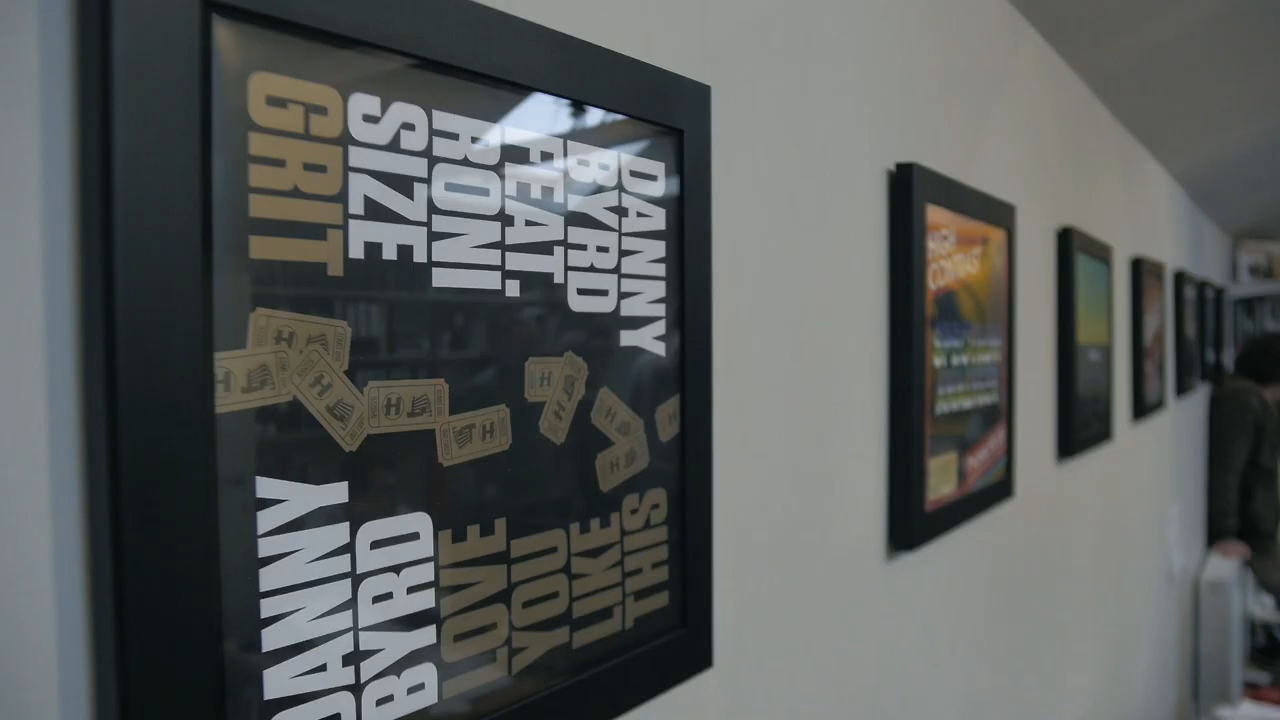 DANNY
BYRD
FEAT.
RONI
SIZE
GRIT
DANNY
BYRD
LOVE
YOU
LIKE
THIS
HIGH
CONTRAST